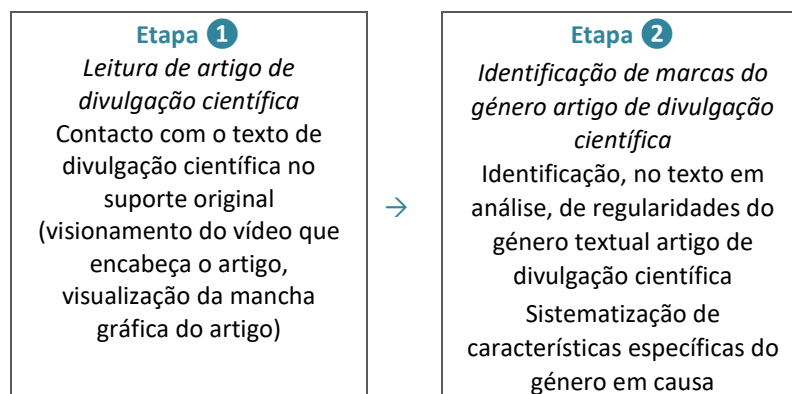 Etapa ❶
Leitura de artigo de
divulgação científica
Contacto com o texto de
divulgação científica no
suporte original
(visionamento do vídeo que
encabeça o artigo,
visualização da mancha
gráfica do artigo)
→
Etapa ❷
Identificação de marcas do
género artigo de divulgação
científica
Identificação, no texto em
análise, de regularidades do
género textual artigo de
divulgação científica
Sistematização de
características específicas do
género em causa